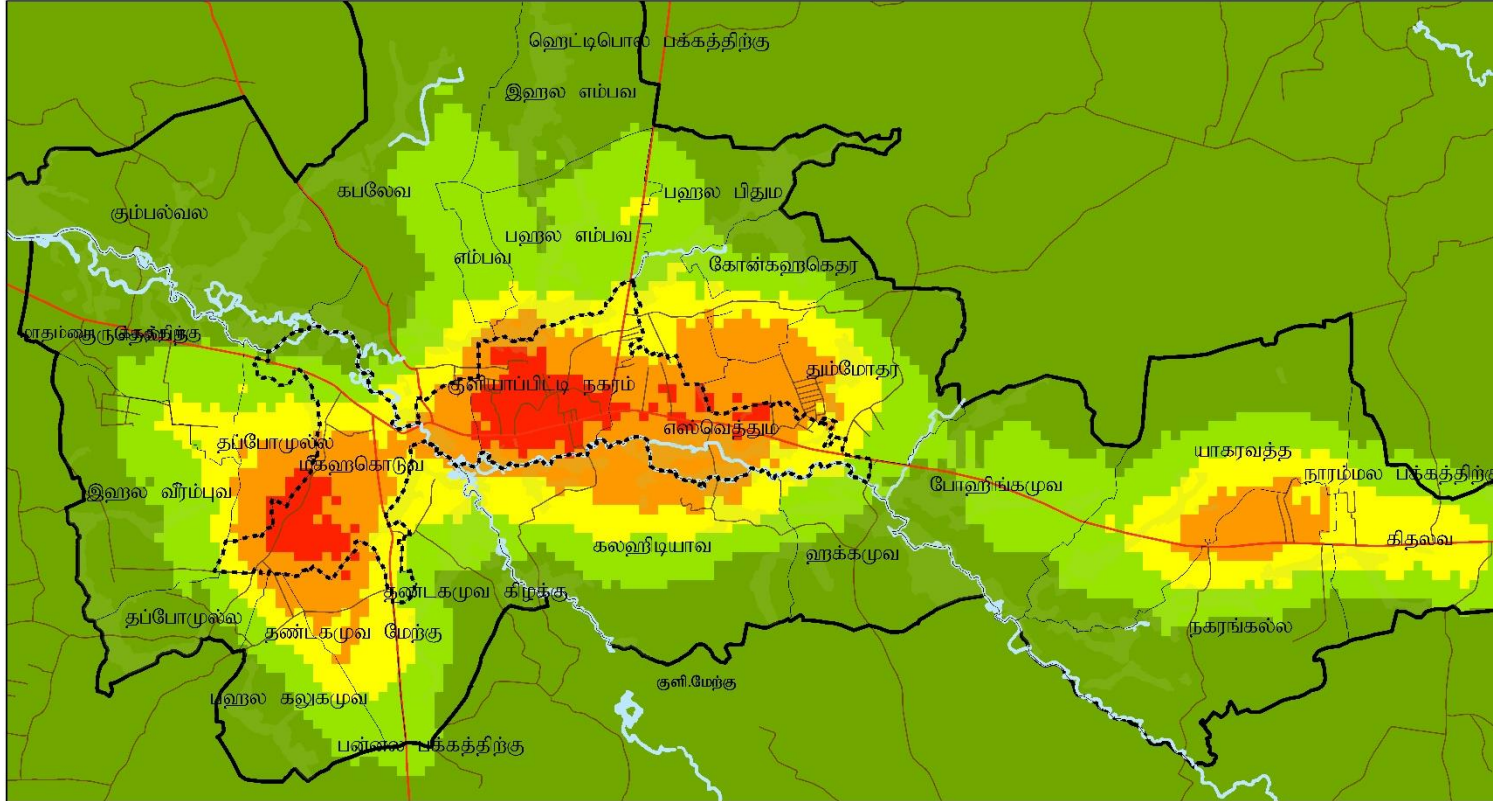 ஹெட்டிபொல பக்கத்திற்கு
இஹல எம்பவ
கபலேவ
பஹல பிதும
கும்பல்வல
பஹல எம்பவ
எம்பவ
கோன்கஹகெதர
தும்மோதர
குளியாப்பிட்டி நகரம்
எஸ்வெத்தும
தப்போமுல்ல
மீகஹகொடுவ
யாகரவத்த
நாரம்மல பக்கத்திற்கு
இஹல வீரம்புவ
போஹிங்கமுவ
கிதலவ
கலஹிடியாவ
ஹக்கமுவ
தண்டகமுவ கிழக்கு
தப்போமுல்ல
தண்டகமுவ மேற்கு
நகரங்கல்ல
குளி.மேற்கு
பஹல கலுகமுவ
பன்னல பக்கத்திற்கு